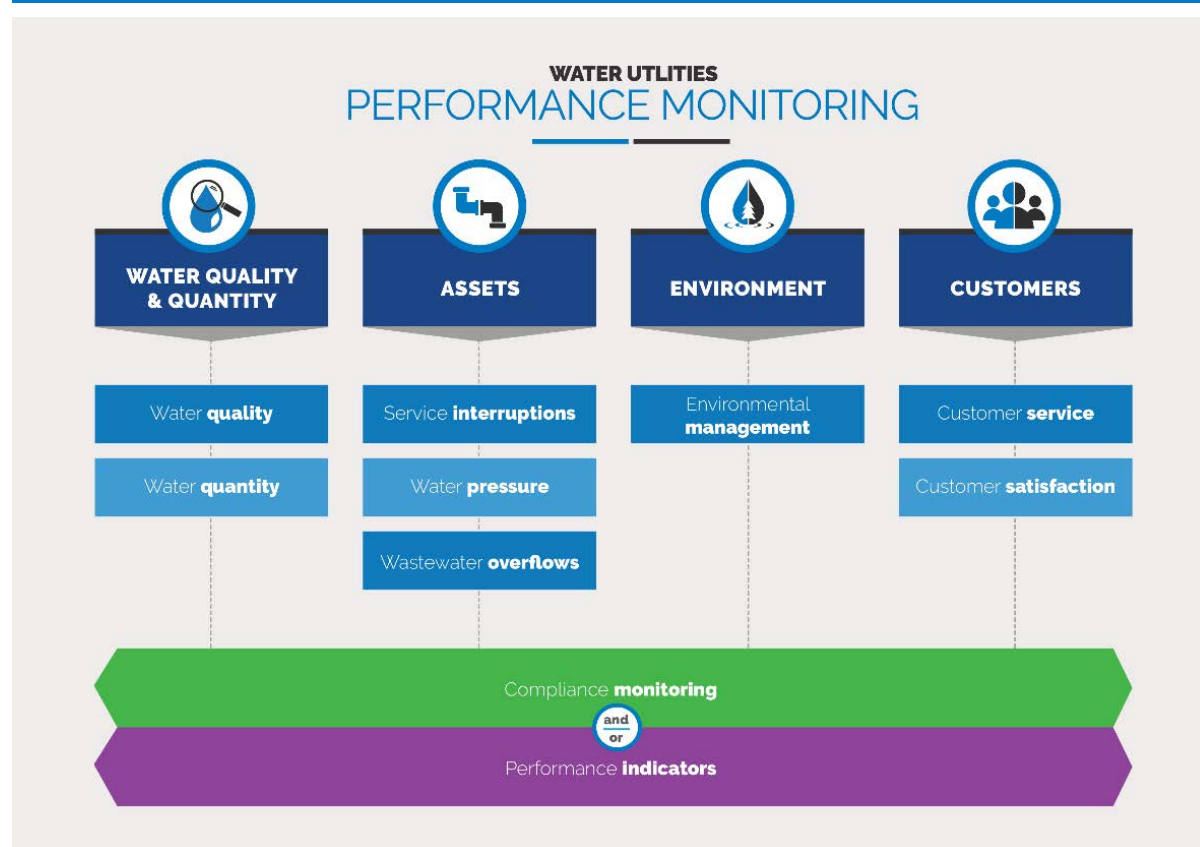 WATER UTLITIES
PERFORMANCE MONITORING
WATER QUALITY
& QUANTITY
Water quality
Water quantity
ASSETS
Service interruptions
Water pressure
Wastewater overflows
ENVIRONMENT
Environmental
management
CUSTOMERS
Customer service
Customer satisfaction
Compliance monitoring
and
or
Performance indicators